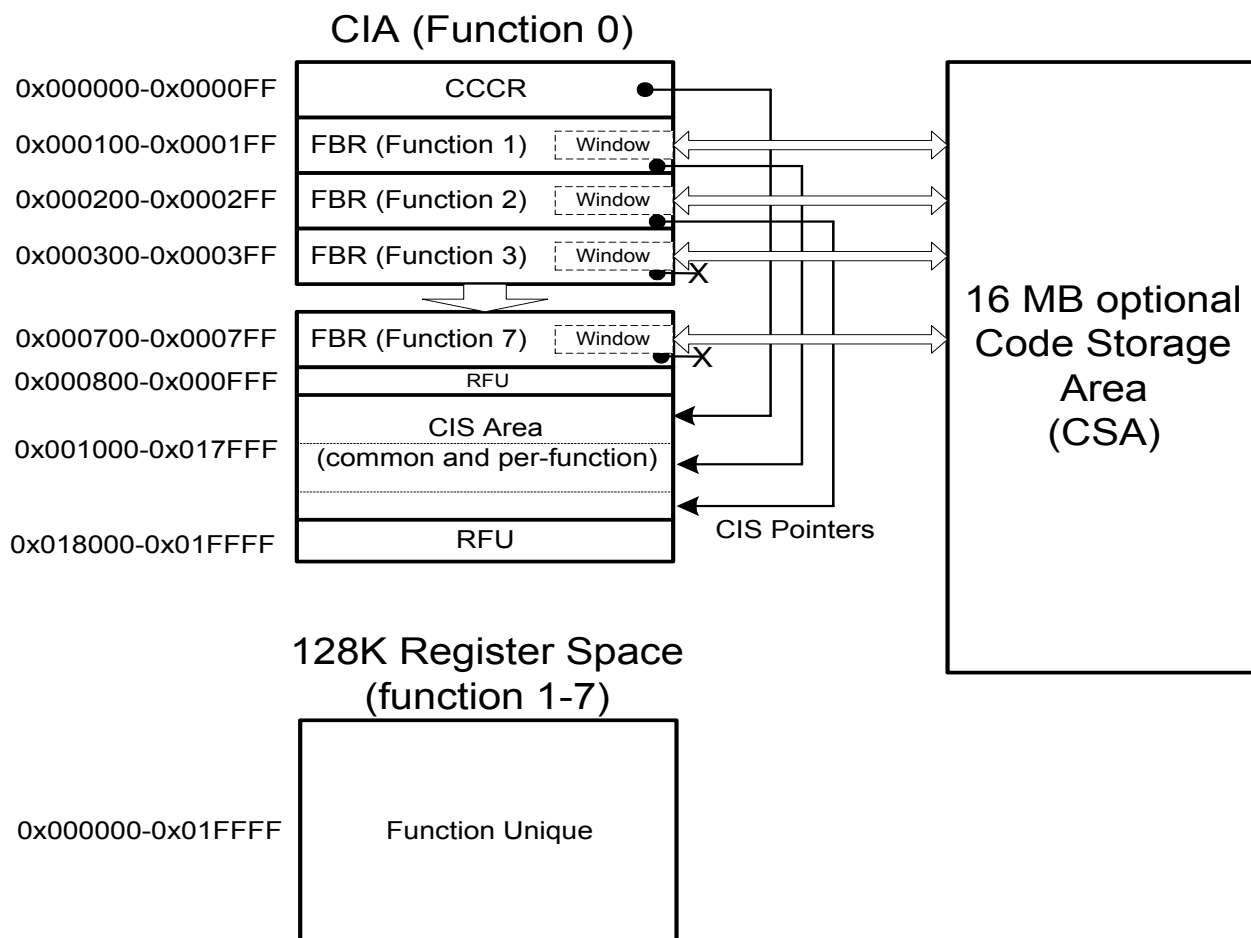 CIA (Function 0)
0x000000-0x0000FF
CCCR
0x000100-0x0001FF
FBR (Function 1)
Window
0x000200-0x0002FF
FBR (Function 2)
Window
0x000300-0x0003FF
FBR (Function 3)
Window
X
16 MB optional
Code Storage
Area
(CSA)
0x000700-0x0007FF
FBR (Function 7)
Window
X
0x000800-0x000FFF
RFU
0x001000-0x017FFF
CIS Area
(common and per-function)
CIS Pointers
0x018000-0x01FFFF
RFU
128K Register Space
(function 1-7)
0x000000-0x01FFFF
Function Unique